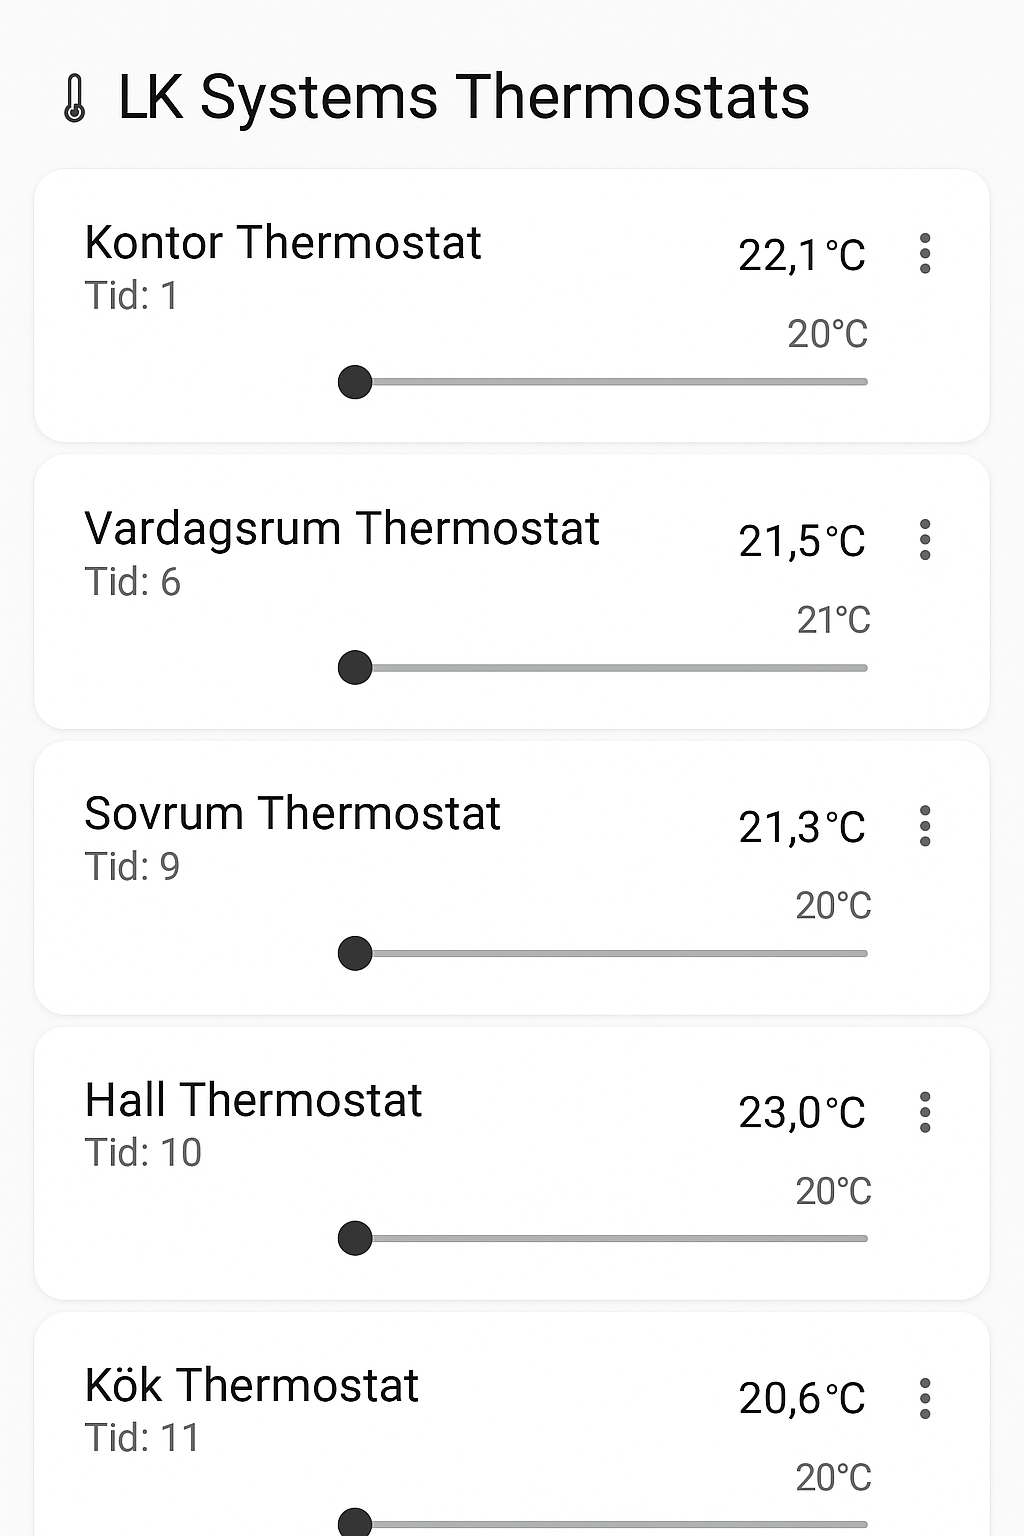 LK Systems Thermostats
Kontor Thermostat
22,1°C
Tid: 1
20°C
Vardagsrum Thermostat
21,5°C
Tid: 6
21°C
Sovrum Thermostat
21,3°C
Tid: 9
20°C
Hall Thermostat
23,0°C
Tid: 10
20°C
Kök Thermostat
20,6°C
Tid: 11
20°C